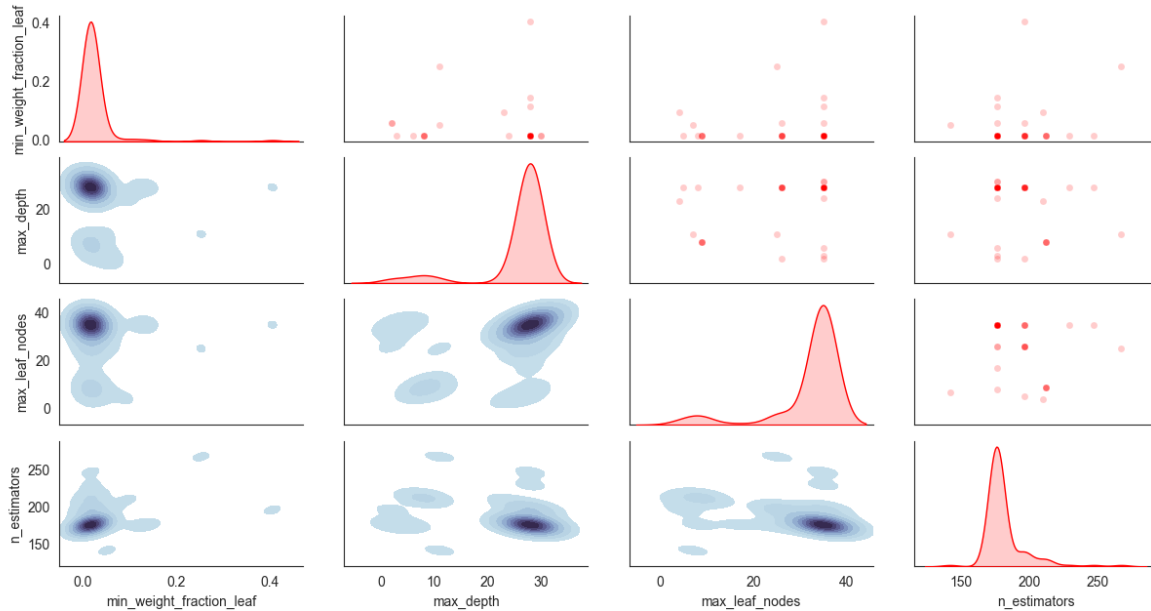 min_weight_fraction_leaf
0.4
0.2
0.0
max_depth
20
0
max_leaf_nodes
40
20
0
n_estimators
250
200
150
0.0 0.2 0.4
0 10 20 30
0 20 40
150 200 250
min_weight_fraction_leaf
max_depth
max_leaf_nodes
n_estimators